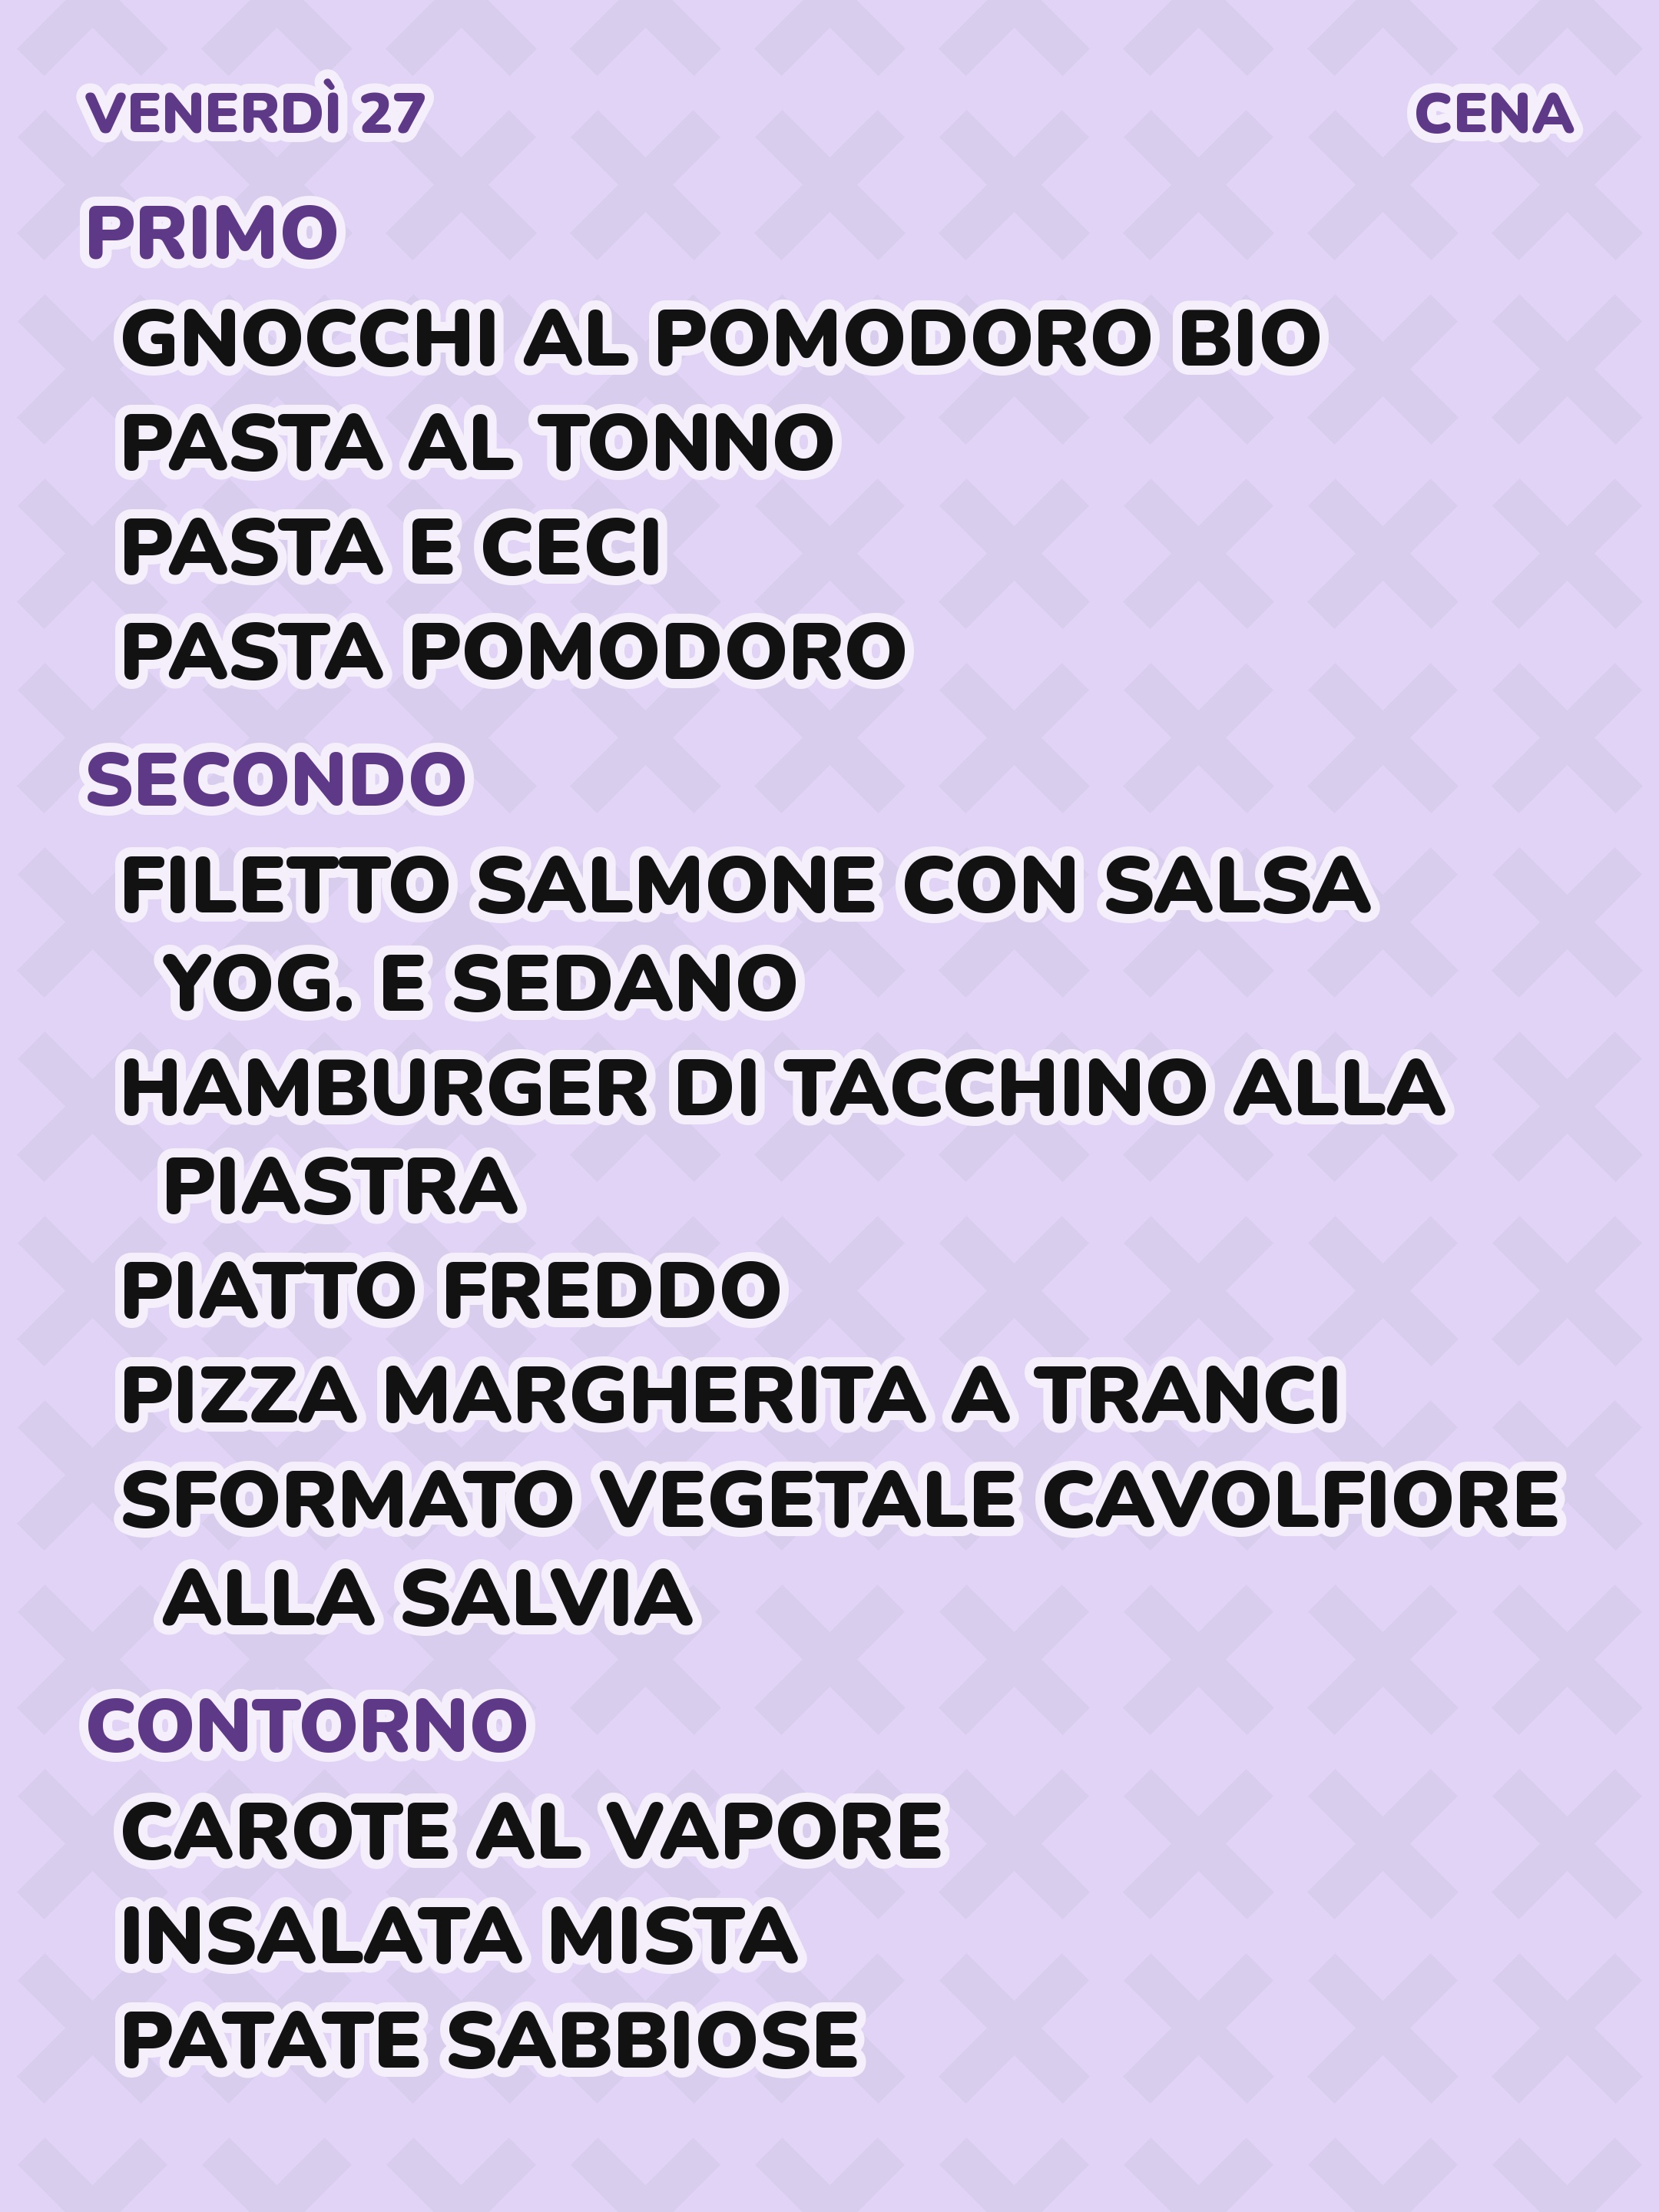 VENERDÌ 27
CENA
PRIMO
GNOCCHI AL POMODORO BIO
PASTA AL TONNO
PASTA E CECI
PASTA POMODORO
SECONDO
FILETTO SALMONE CON SALSA
YOG. E SEDANO
HAMBURGER DI TACCHINO ALLA
PIASTRA
PIATTO FREDDO
PIZZA MARGHERITA A TRANCI
SFORMATO VEGETALE CAVOLFIORE
ALLA SALVIA
CONTORNO
CAROTE AL VAPORE
INSALATA MISTA
PATATE SABBIOSE